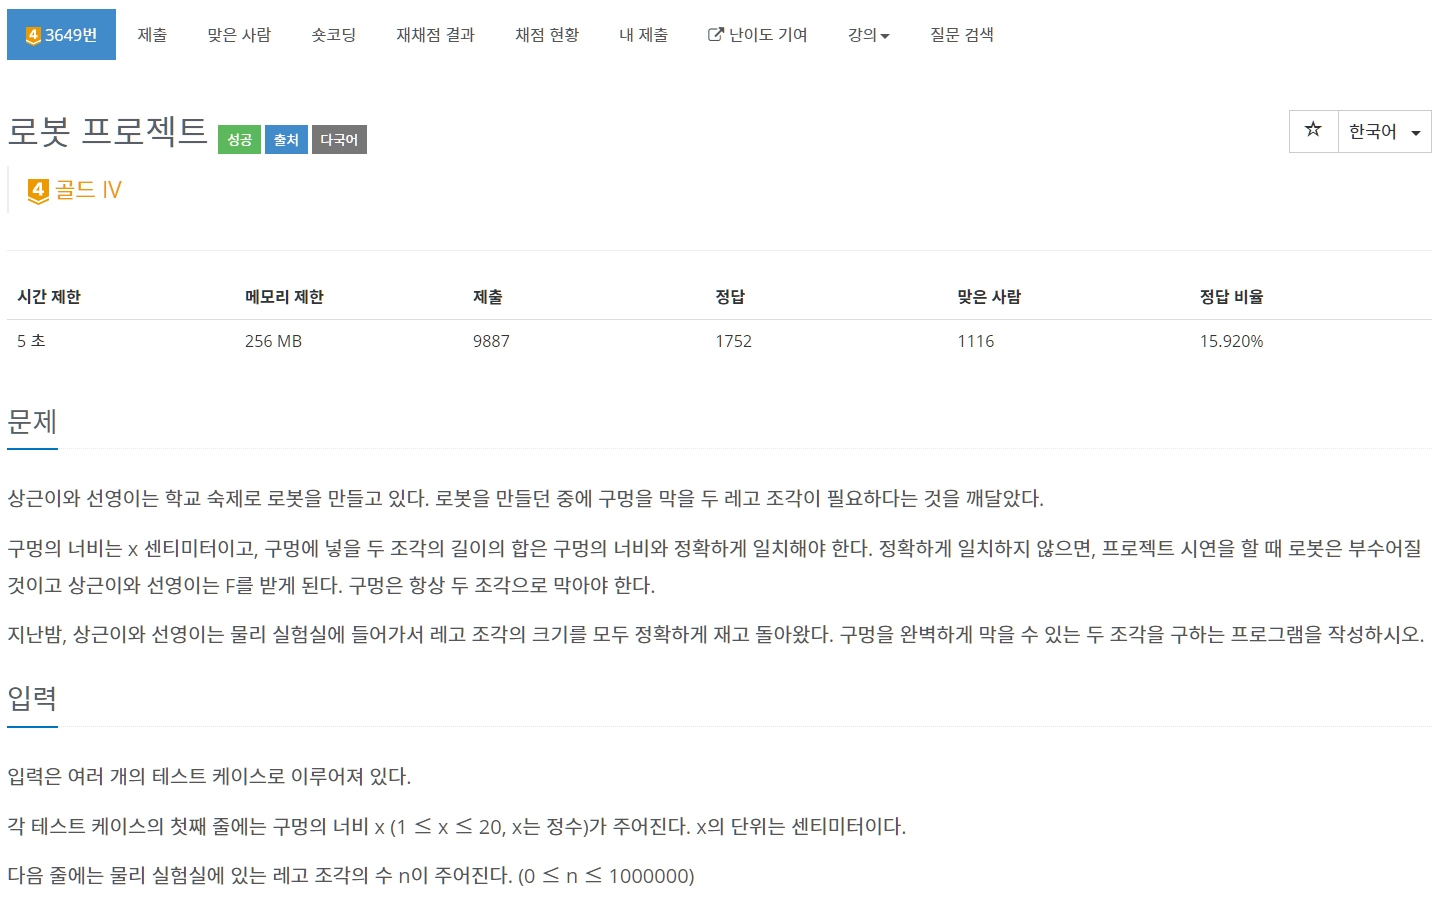 4 3649번 제출 맞은 사람 숏코딩 재채점 결과 채점 현황 내 제출 난이도 기여 강의 질문 검색
로봇 프로젝트 성공 출처 다국어 한국어
4 골드 IV
시간 제한 메모리 제한 제출 정답 맞은 사람 정답 비율
5 초 256 MB 9887 1752 1116 15.920%
문제
상근이와 선영이는 학교 숙제로 로봇을 만들고 있다. 로봇을 만들던 중에 구멍을 막을 두 레고 조각이 필요하다는 것을 깨달았다.
구멍의 너비는 x 센티미터이고, 구멍에 넣을 두 조각의 길이의 합은 구멍의 너비와 정확하게 일치해야 한다. 정확하게 일치하지 않으면, 프로젝트 시연을 할 때 로봇은 부수어질
것이고 상근이와 선영이는 F를 받게 된다. 구멍은 항상 두 조각으로 막아야 한다.
지난밤, 상근이와 선영이는 물리 실험실에 들어가서 레고 조각의 크기를 모두 정확하게 재고 돌아왔다. 구멍을 완벽하게 막을 수 있는 두 조각을 구하는 프로그램을 작성하시오.
입력
입력은 여러 개의 테스트 케이스로 이루어져 있다.
각 테스트 케이스의 첫째 줄에는 구멍의 너비 x (1 ≤ x ≤ 20, x는 정수)가 주어진다. x의 단위는 센티미터이다.
다음 줄에는 물리 실험실에 있는 레고 조각의 수 n이 주어진다. (0 ≤ n ≤ 1000000)